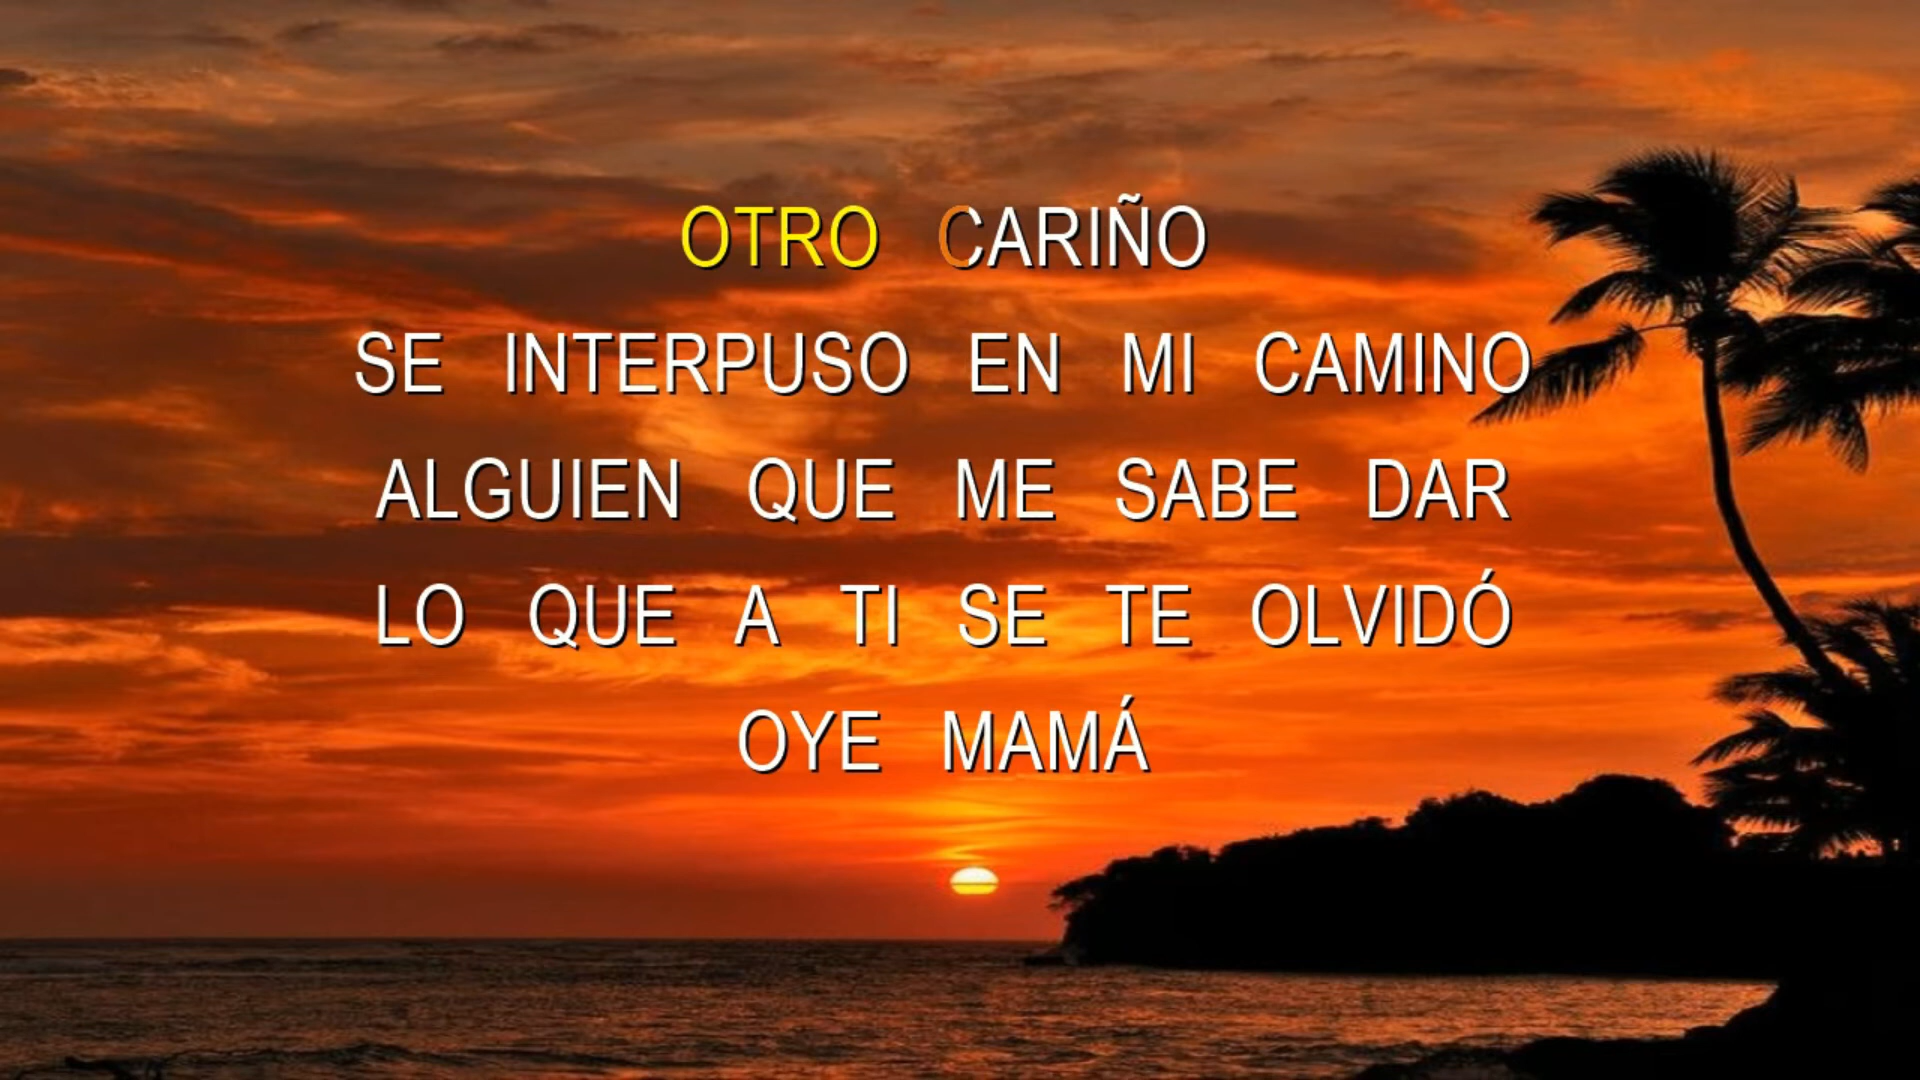 OTRO CARIÑO
SE INTERPUSO EN MI CAMINO
ALGUIEN QUE ME SABE DAR
LO QUE A TI SE TE OLVIDÓ
OYE MAMÁ